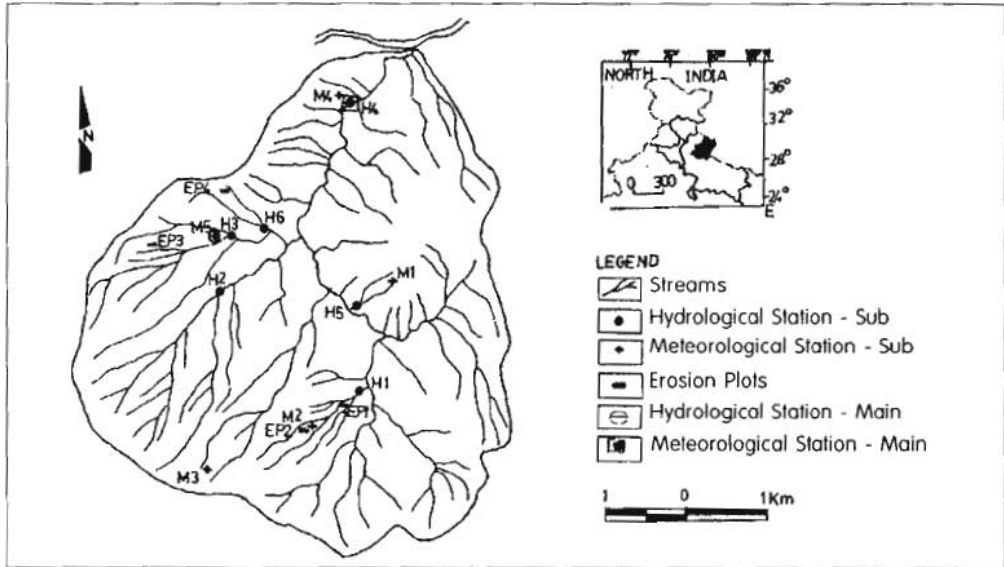 N
M4
H4
EP4
M5
H3
H6
EP3
H2
M1
H5
H1
EP1
M2
EP2
M3
NORTH INDIA
36°
32°
28°
24°
E
0 300
LEGEND
Streams
Hydrological Station - Sub
Meteorological Station - Sub
Erosion Plots
Hydrological Station - Main
Meteorological Station - Main
1 0 1 Km